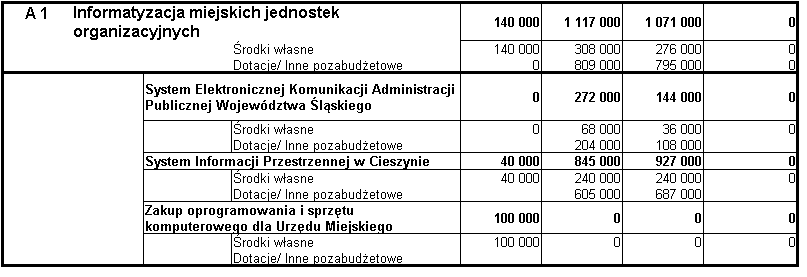 A 1 Informatyzacja miejskich jednostek
organizacyjnych 140 000 1 117 000 1 071 000 0
Środki własne 140 000 308 000 276 000 0
Dotacje/ Inne pozabudżetowe 0 809 000 795 000 0
System Elektronicznej Komunikacji Administracji
Publicznej Województwa Śląskiego 0 272 000 144 000 0
Środki własne 0 68 000 36 000 0
Dotacje/ Inne pozabudżetowe 204 000 108 000
System Informacji Przestrzennej w Cieszynie 40 000 845 000 927 000 0
Środki własne 40 000 240 000 240 000 0
Dotacje/ Inne pozabudżetowe 605 000 687 000
Zakup oprogramowania i sprzętu
komputerowego dla Urzędu Miejskiego 100 000 0 0 0
Środki własne 100 000 0 0 0
Dotacje/ Inne pozabudżetowe